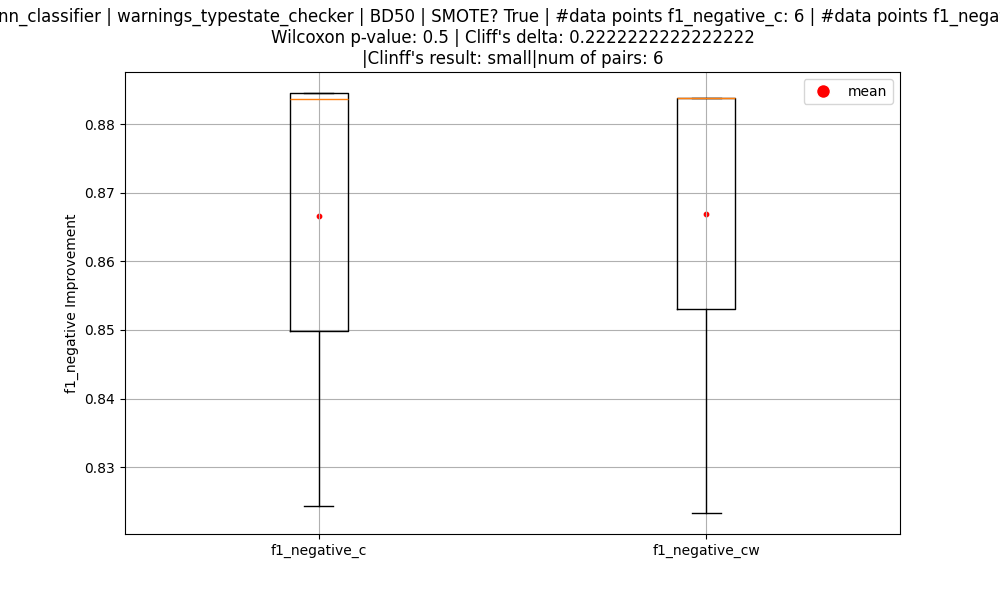 nn_classifier | warnings_typestate_checker | BD50 | SMOTE? True | #data points f1_negative_c: 6 | #data points f1_nega
Wilcoxon p-value: 0.5 | Cliff's delta: 0.2222222222222222
|Clinff's result: small|num of pairs: 6
mean
0.88
0.87
0.86
0.85
0.84
0.83
f1_negative Improvement
f1_negative_c
f1_negative_cw